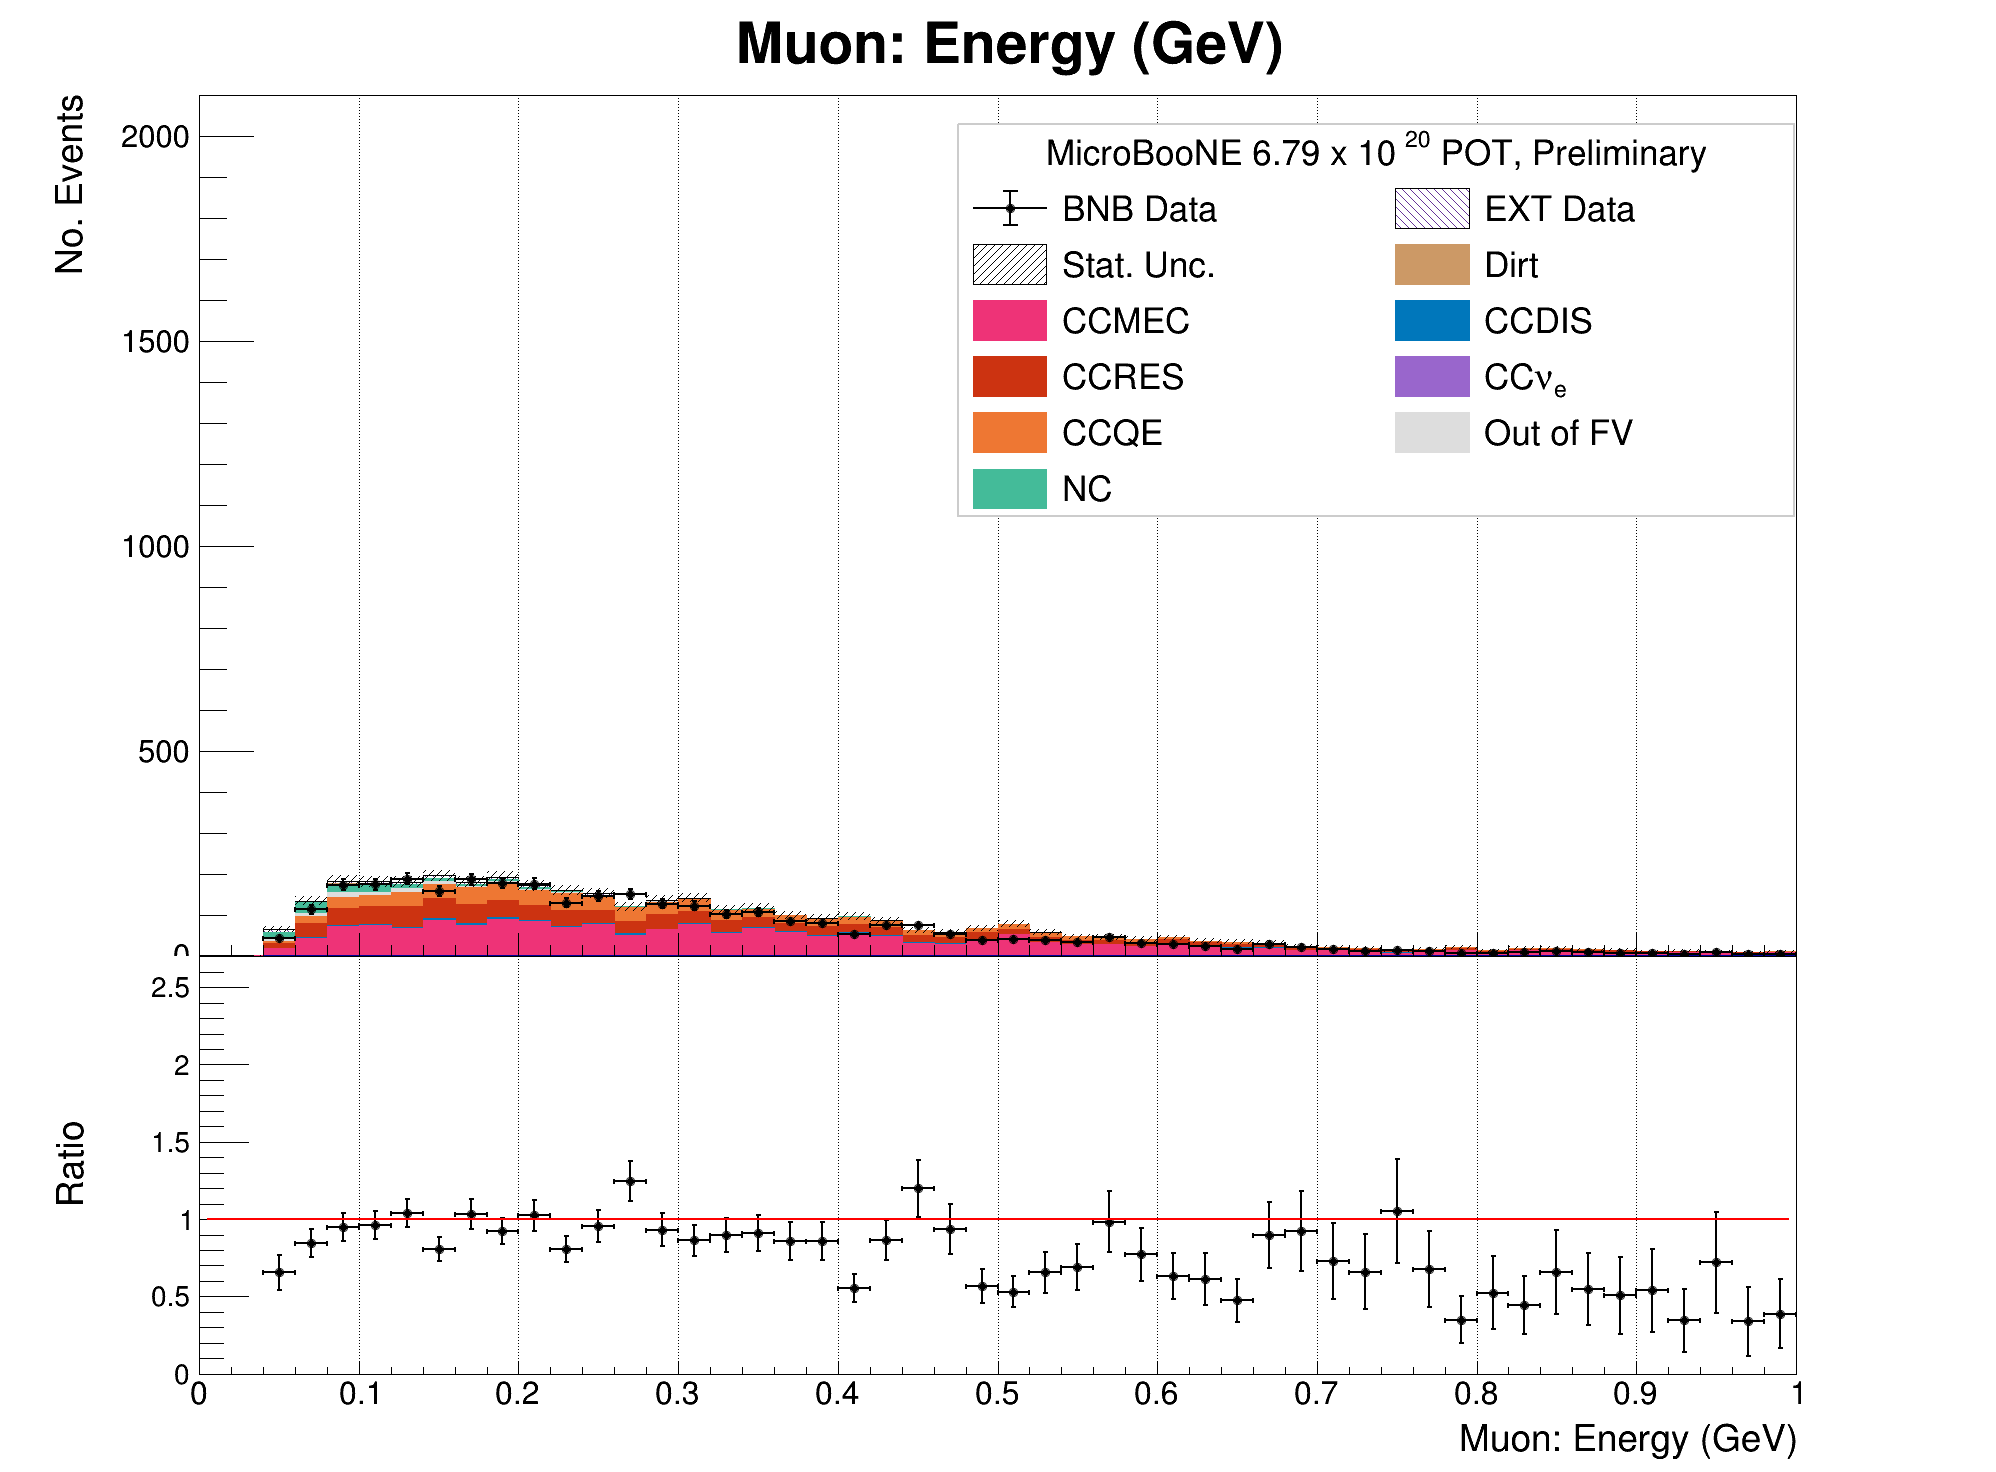 Muon: Energy (GeV)
No. Events
2000
1500
1000
500
0
MicroBooNE 6.79 x 10 20 POT, Preliminary
BNB Data
EXT Data
Stat. Unc.
Dirt
CCMEC
CCDIS
CCRES
CCνe
CCQE
Out of FV
NC
Ratio
2.5
2
1.5
1
0.5
0
0 0.1 0.2 0.3 0.4 0.5 0.6 0.7 0.8 0.9 1
Muon: Energy (GeV)